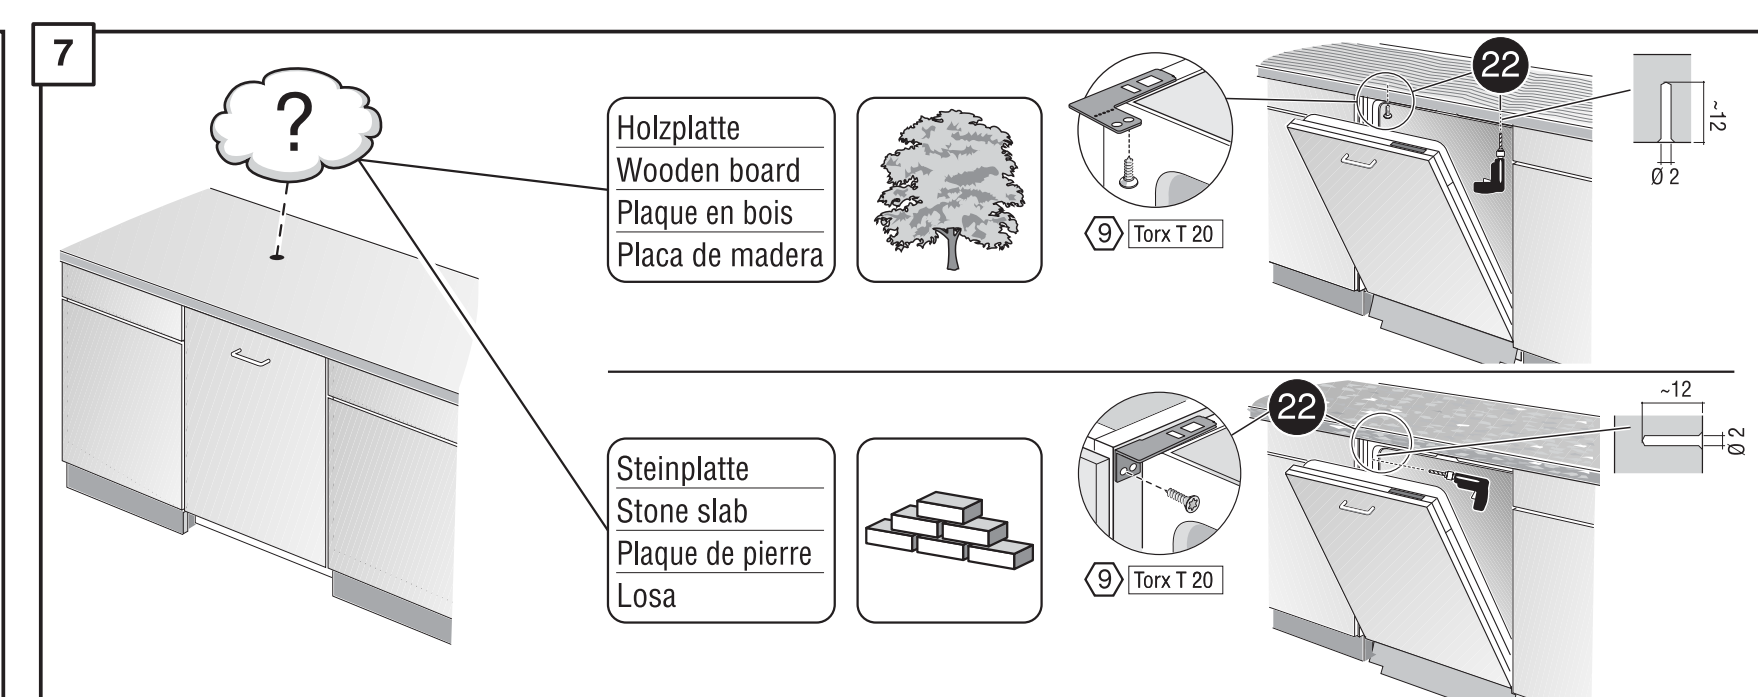 7
?
Holzplatte
Wooden board
Plaque en bois
Placa de madera
9 Torx T 20
22
~12
Ø 2
Steinplatte
Stone slab
Plaque de pierre
Losa
9 Torx T 20
22
~12
Ø 2